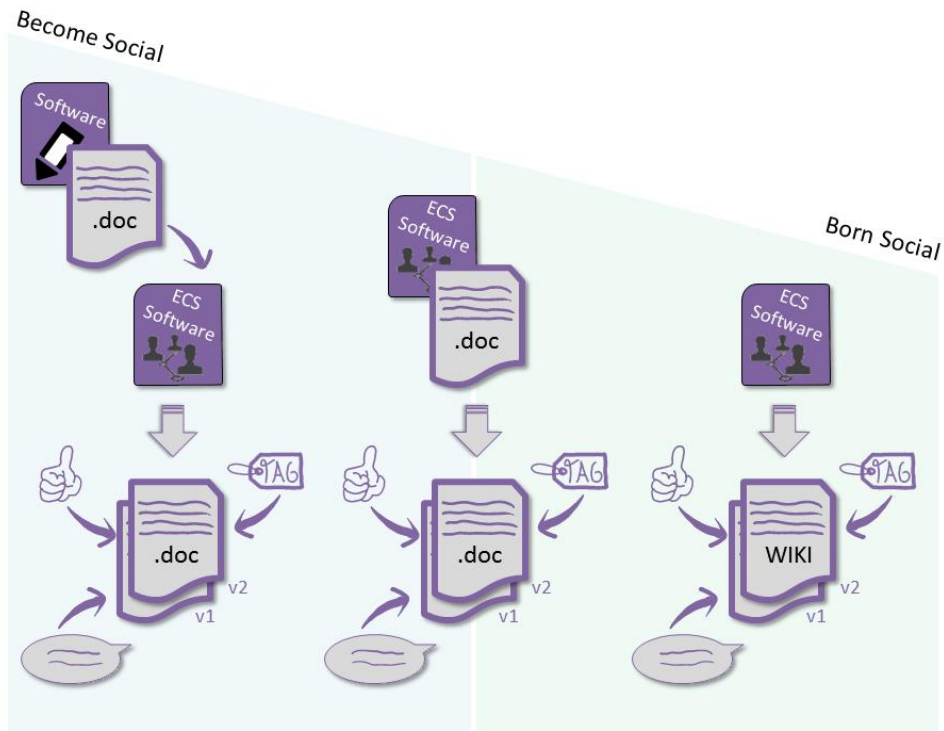 Become Social
Born Social
Software
.doc
ECS
Software
TAG
.doc
v2
v1
ECS
Software
.doc
TAG
.doc
v2
v1
ECS
Software
TAG
WIKI
v2
v1